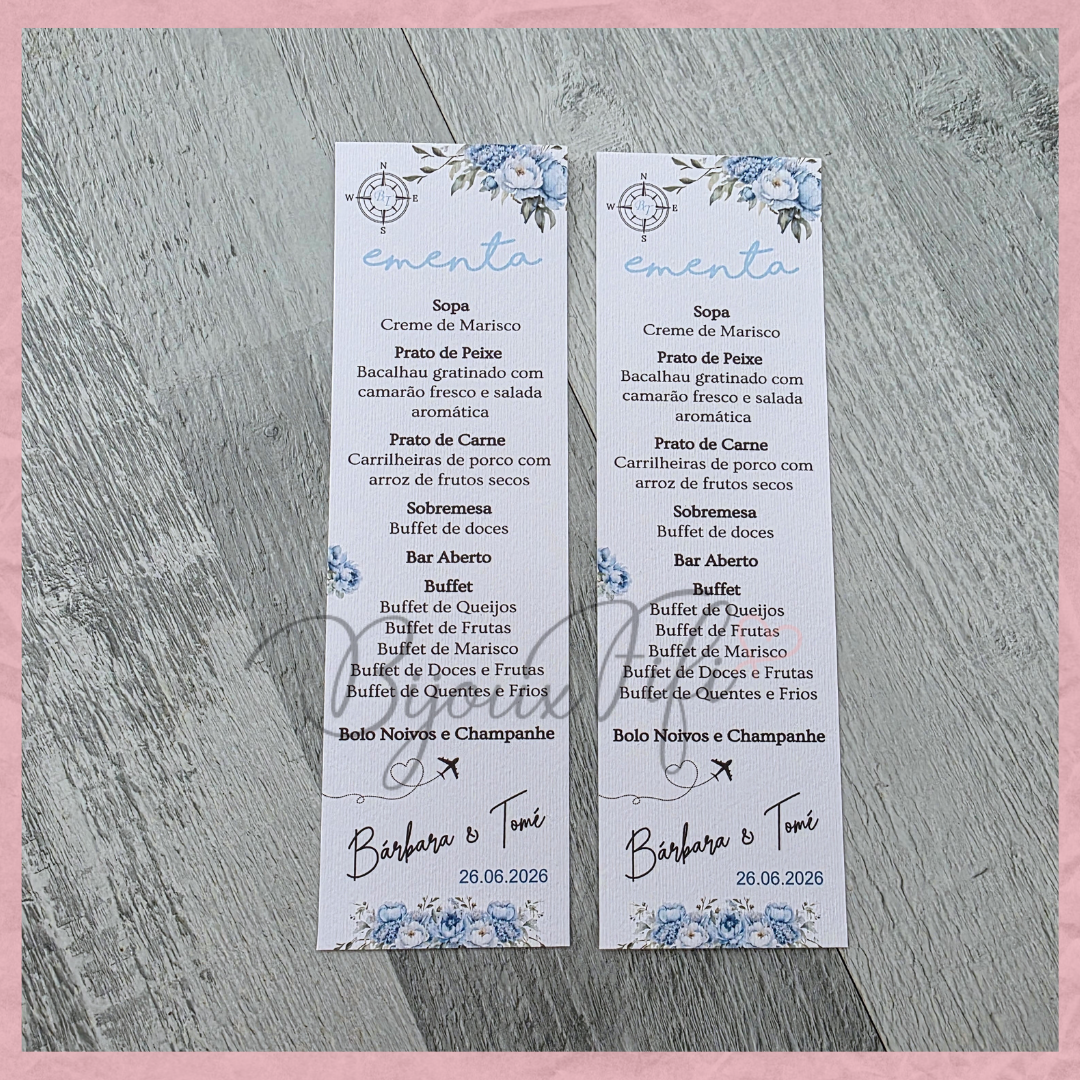 N
W E
S
BT
ementa
Sopa
Creme de Marisco
Prato de Peixe
Bacalhau gratinado com
camarão fresco e salada
aromática
Prato de Carne
Carrilheiras de porco com
arroz de frutos secos
Sobremesa
Buffet de doces
Bar Aberto
Buffet
Buffet de Queijos
Buffet de Frutas
Buffet de Marisco
Buffet de Doces e Frutas
Buffet de Quentes e Frios
Bolo Noivos e Champanhe
Bárbara & Tomé
26.06.2026
N
W E
S
BT
ementa
Sopa
Creme de Marisco
Prato de Peixe
Bacalhau gratinado com
camarão fresco e salada
aromática
Prato de Carne
Carrilheiras de porco com
arroz de frutos secos
Sobremesa
Buffet de doces
Bar Aberto
Buffet
Buffet de Queijos
Buffet de Frutas
Buffet de Marisco
Buffet de Doces e Frutas
Buffet de Quentes e Frios
Bolo Noivos e Champanhe
Bárbara & Tomé
26.06.2026
Bijoux Fifi